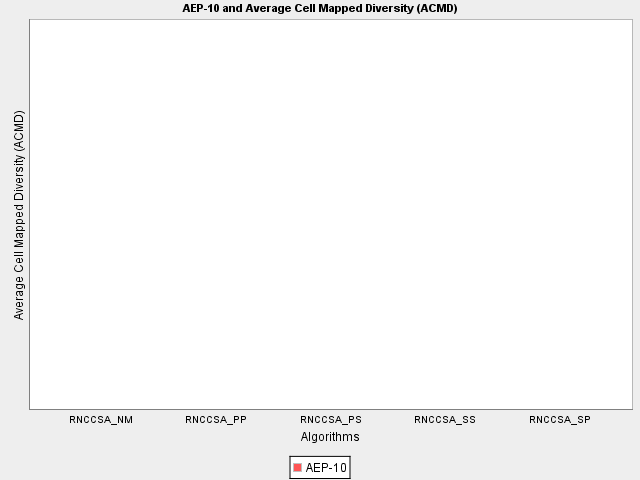 AEP-10 and Average Cell Mapped Diversity (ACMD)
Average Cell Mapped Diversity (ACMD)
RNCCSA_NM RNCCSA_PP RNCCSA_PS RNCCSA_SS RNCCSA_SP
Algorithms
AEP-10